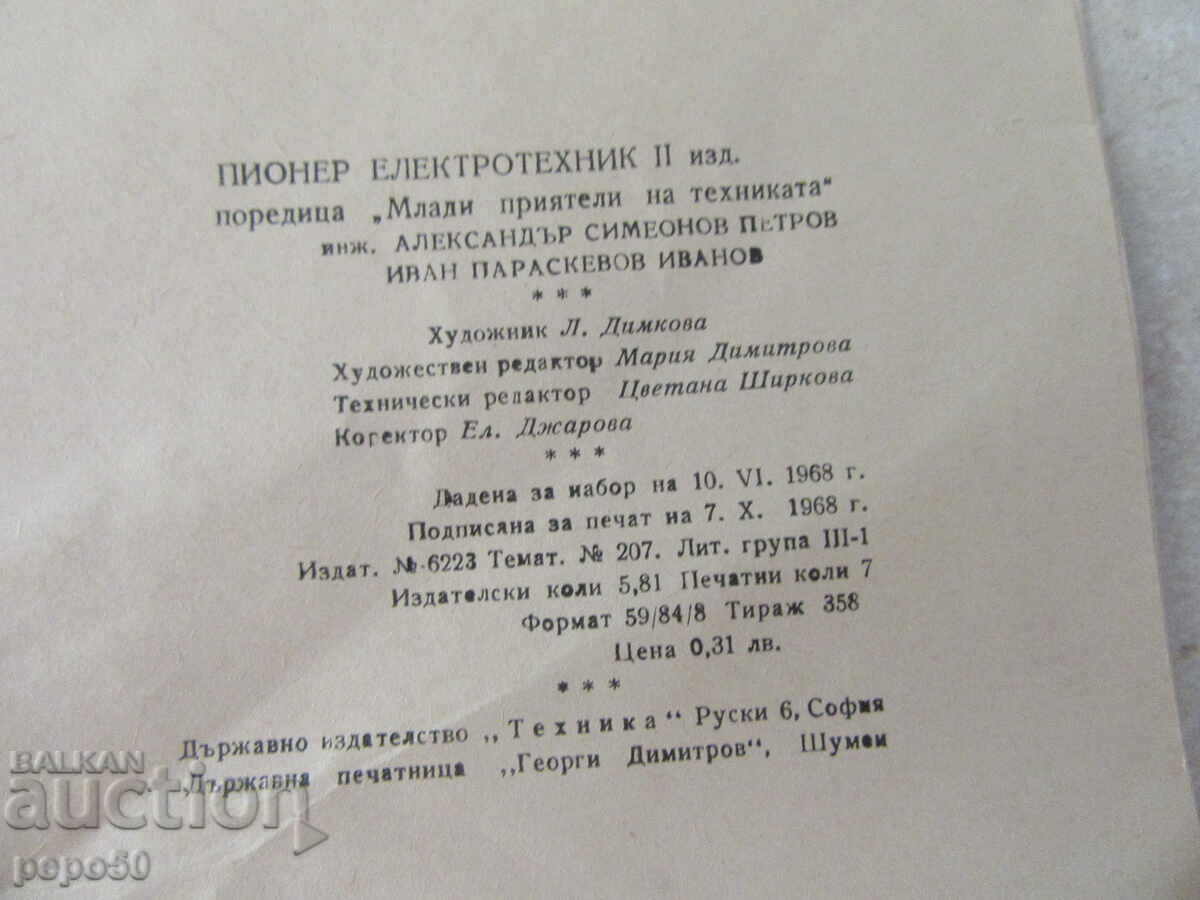 ПИОНЕР ЕЛЕКТРОТЕХНИК II изд.
поредица „Млади приятели на техниката“
инж. АЛЕКСАНДЪР СИМЕОНОВ ПЕТРОВ
ИВАН ПАРАСКЕВОВ ИВАНОВ
* * *
Художник Л. Димкова
Художествен редактор Мария Димитрова
Технически редактор Цветана Ширкова
Когектор Ел. Джарова
* * *
Дадена за набор на 10. VI. 1968 г.
Подписяна за печат на 7. X. 1968 г.
Издат. №-6223 Темат. № 207. Лит. група III-1
Издателски коли 5,81 Печатни коли 7
Формат 59/84/8 Тираж 358
Цена 0,31 лв.
* * *
Държавно издателство „Техника“ Руски 6, София
Държавна печатница „Георги Димитров“, Шумен
BALKAN
auction
pepo50